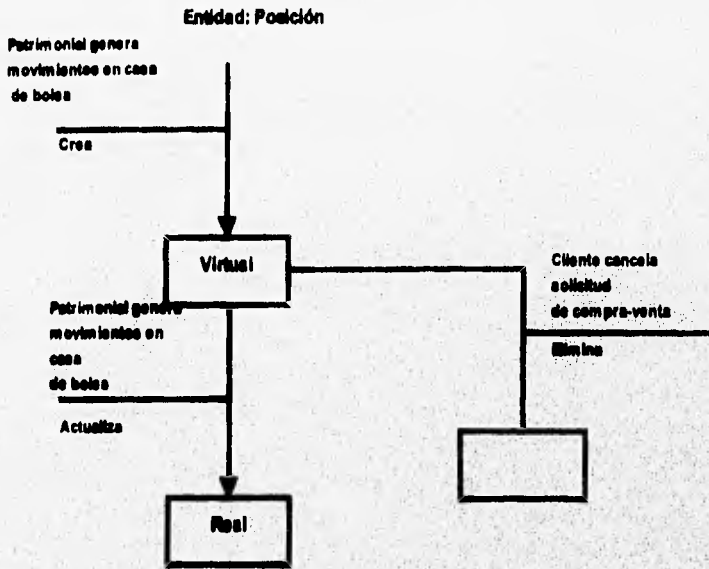 Entidad: Posición
Patrimonial genera
movimientos en casa
de bolsa
Crea
Virtual
Cliente cancela
solicitud
de compra-venta
Elimina
Patrimonial genera
movimientos en
casa
de bolsa
Actualiza
Real